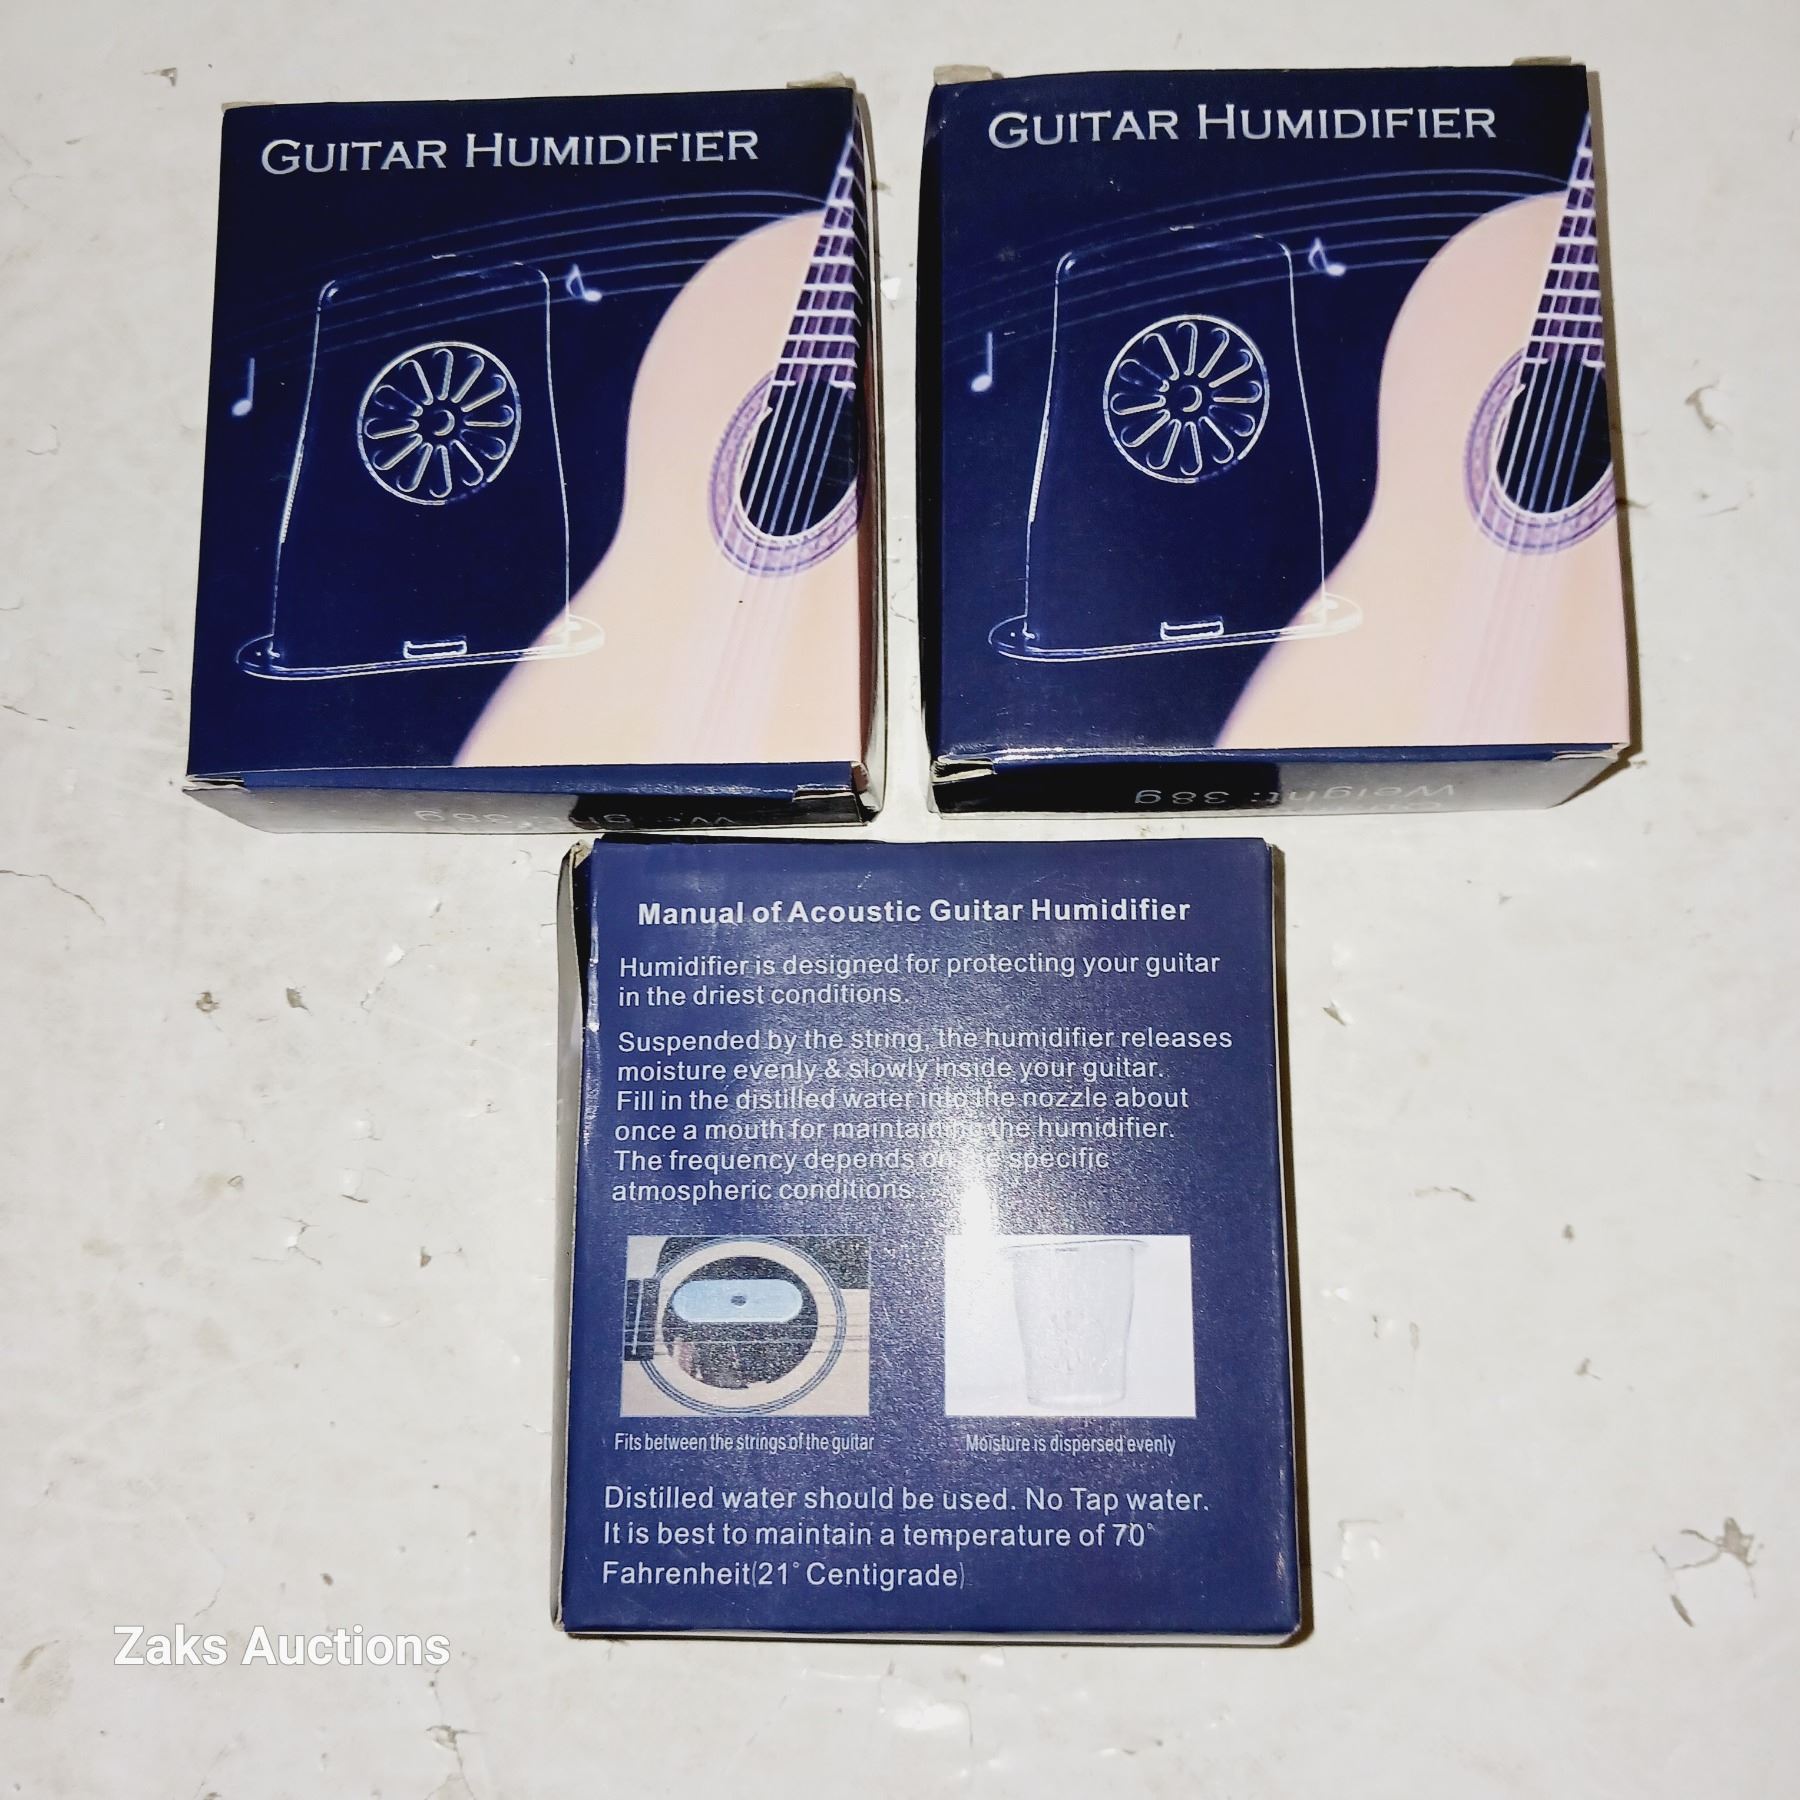 GUITAR HUMIDIFIER
GUITAR HUMIDIFIER
Weight: 38g
Weight: 38g
Manual of Acoustic Guitar Humidifier
Humidifier is designed for protecting your guitar
in the driest conditions.
Suspended by the string, the humidifier releases
moisture evenly & slowly inside your guitar.
Fill in the distilled water into the nozzle about
once a mouth for maintaining the humidifier.
The frequency depends on the specific
atmospheric conditions.
Fits between the strings of the guitar
Moisture is dispersed evenly
Distilled water should be used. No Tap water.
It is best to maintain a temperature of 70°
Fahrenheit(21° Centigrade)
Zaks Auctions